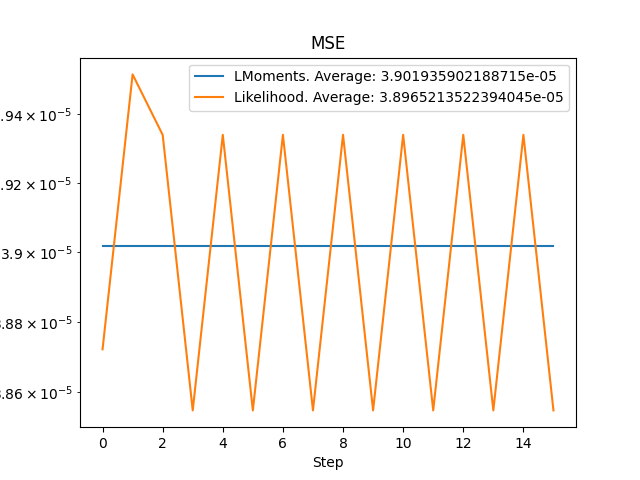 MSE
LMoments. Average: 3.901935902188715e-05
Likelihood. Average: 3.8965213522394045e-05
.94 × 10⁻⁵
.92 × 10⁻⁵
3.9 × 10⁻⁵
3.88 × 10⁻⁵
3.86 × 10⁻⁵
0 2 4 6 8 10 12 14
Step